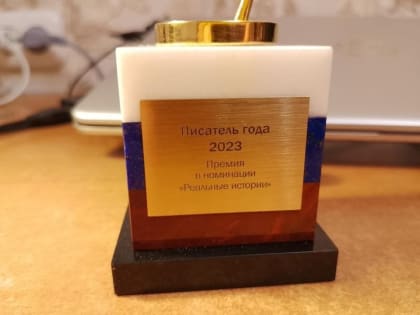 Писатель года
2023
Премия
в номинации
«Реальные истории»